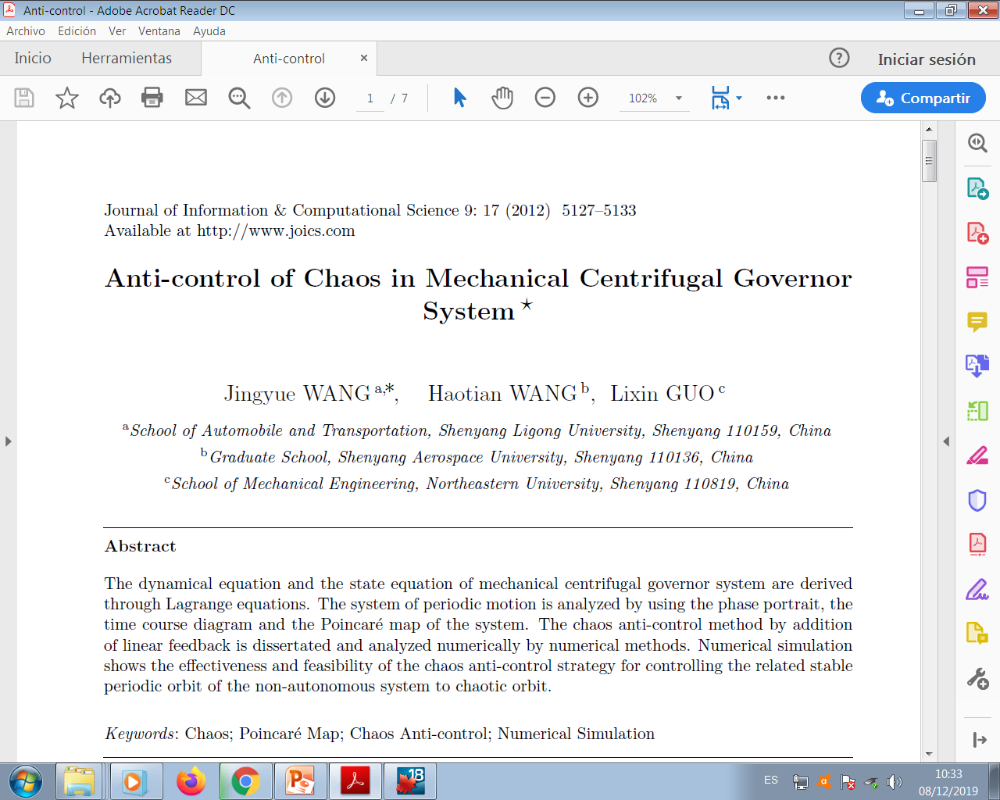 Anti-control - Adobe Acrobat Reader DC
Archivo Edición Ver Ventana Ayuda
Inicio Herramientas Anti-control × ? Iniciar sesión
1 / 7 102% Compartir
Journal of Information & Computational Science 9: 17 (2012) 5127–5133
Available at http://www.joics.com
Anti-control of Chaos in Mechanical Centrifugal Governor
System ⋆
Jingyue WANG a,*, Haotian WANG b, Lixin GUO c
a School of Automobile and Transportation, Shenyang Ligong University, Shenyang 110159, China
b Graduate School, Shenyang Aerospace University, Shenyang 110136, China
c School of Mechanical Engineering, Northeastern University, Shenyang 110819, China
Abstract
The dynamical equation and the state equation of mechanical centrifugal governor system are derived
through Lagrange equations. The system of periodic motion is analyzed by using the phase portrait, the
time course diagram and the Poincaré map of the system. The chaos anti-control method by addition
of linear feedback is dissertated and analyzed numerically by numerical methods. Numerical simulation
shows the effectiveness and feasibility of the chaos anti-control strategy for controlling the related stable
periodic orbit of the non-autonomous system to chaotic orbit.
Keywords: Chaos; Poincaré Map; Chaos Anti-control; Numerical Simulation
18
ES
10:33
08/12/2019